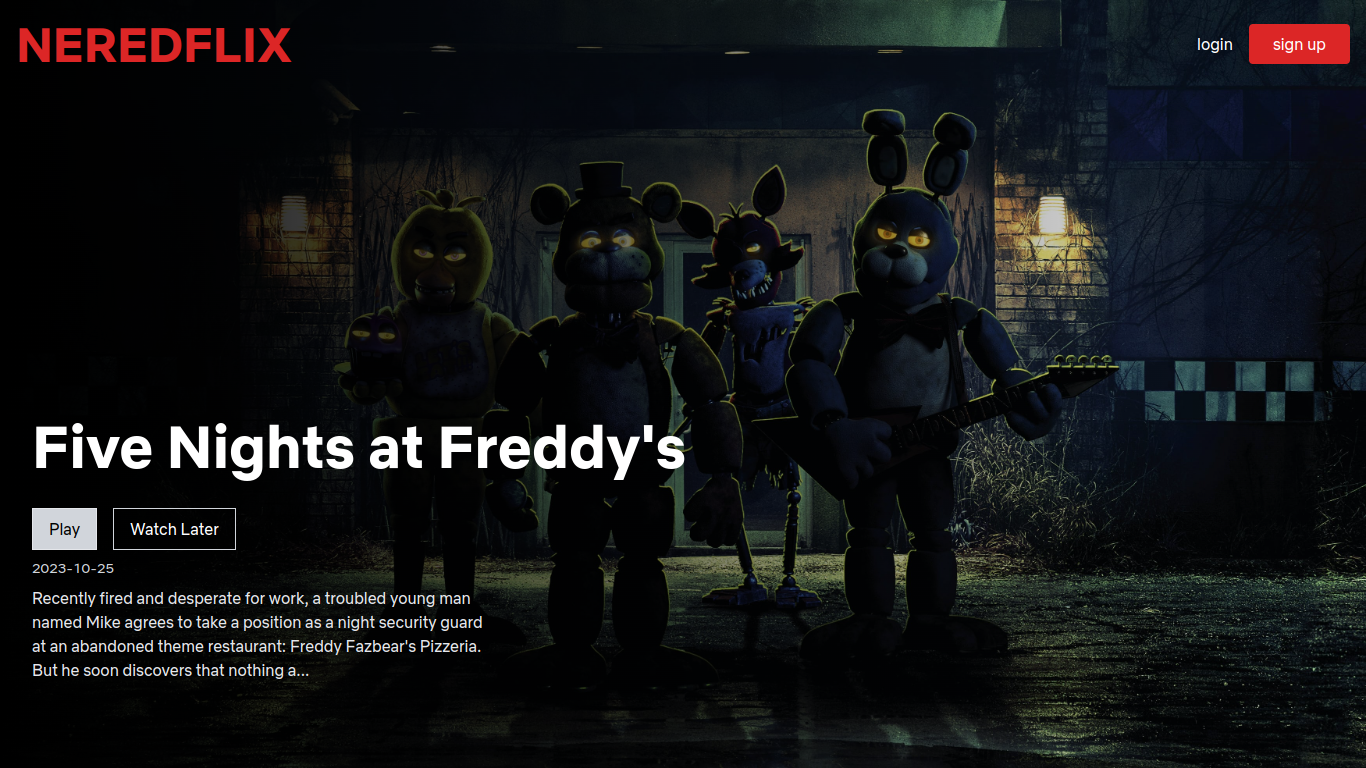 NEREDFLIX
login
sign up
Five Nights at Freddy's
Play
Watch Later
2023-10-25
Recently fired and desperate for work, a troubled young man
named Mike agrees to take a position as a night security guard
at an abandoned theme restaurant: Freddy Fazbear's Pizzeria.
But he soon discovers that nothing a...